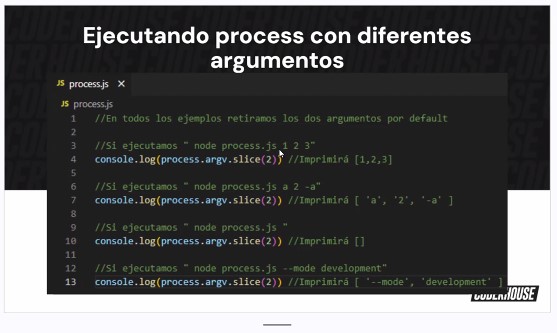 Ejecutando process con diferentes
argumentos
JS process.js ×
JS process.js
1 //En todos los ejemplos retiramos los dos argumentos por default
2
3 //Si ejecutamos " node process.js 1 2 3"
4 console.log(process.argv.slice(2)) //Imprimirá [1,2,3]
5
6 //Si ejecutamos " node process.js a 2 -a"
7 console.log(process.argv.slice(2)) //Imprimirá [ 'a', '2', '-a' ]
8
9 //Si ejecutamos " node process.js "
10 console.log(process.argv.slice(2)) //Imprimirá []
11
12 //Si ejecutamos " node process.js --mode development"
13 console.log(process.argv.slice(2)) //Imprimirá [ '--mode', 'development' ]
CODERHOUSE